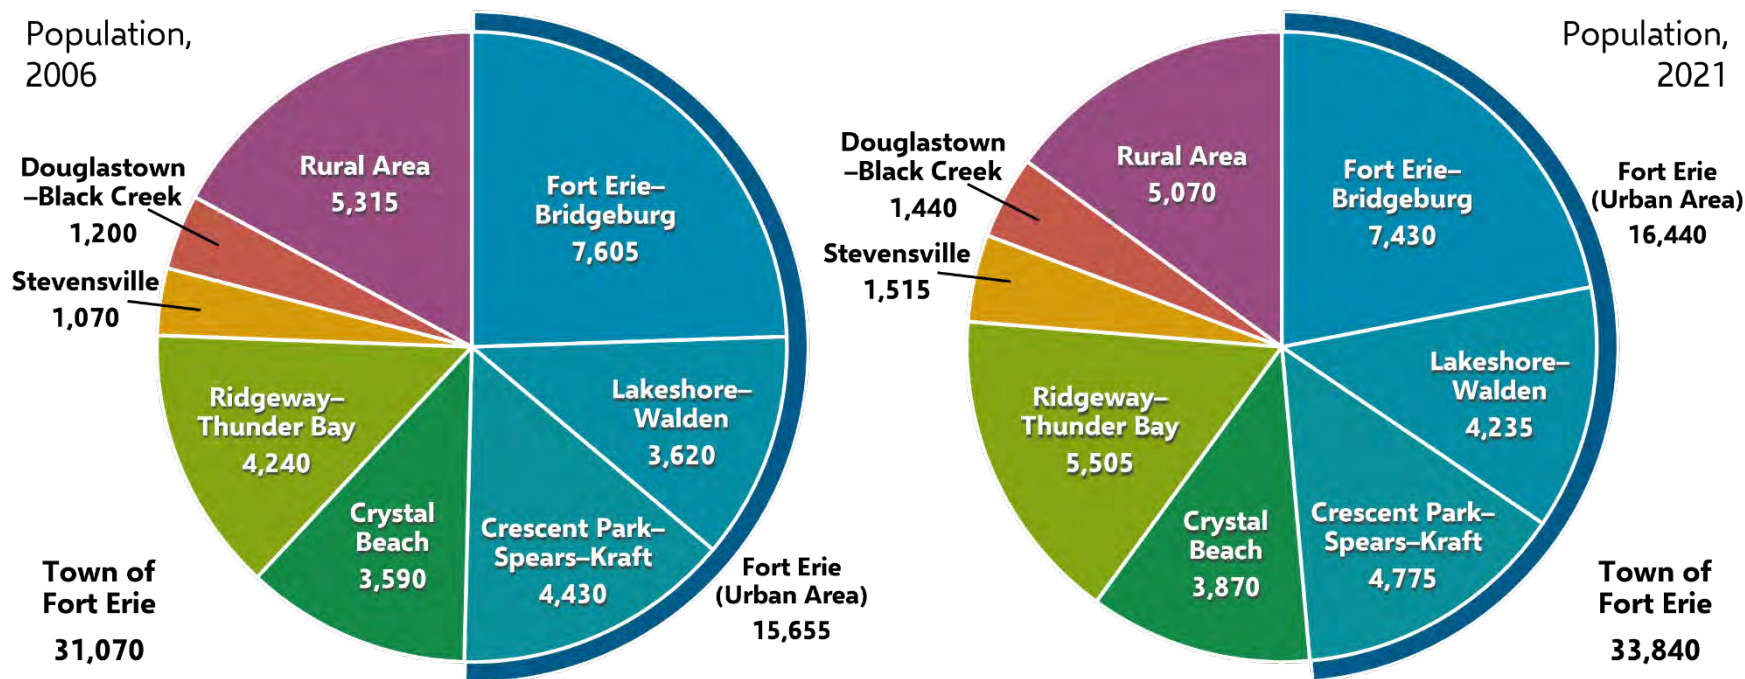 Population,
2006
Rural Area
5,315
Douglastown
–Black Creek
1,200
Stevensville
1,070
Fort Erie–
Bridgeburg
7,605
Lakeshore–
Walden
3,620
Ridgeway–
Thunder Bay
4,240
Crystal
Beach
3,590
Crescent Park–
Spears–Kraft
4,430
Fort Erie
(Urban Area)
15,655
Town of
Fort Erie
31,070
Population,
2021
Rural Area
5,070
Douglastown
–Black Creek
1,440
Stevensville
1,515
Fort Erie–
Bridgeburg
7,430
Fort Erie
(Urban Area)
16,440
Lakeshore–
Walden
4,235
Ridgeway–
Thunder Bay
5,505
Crystal
Beach
3,870
Crescent Park–
Spears–Kraft
4,775
Town of
Fort Erie
33,840